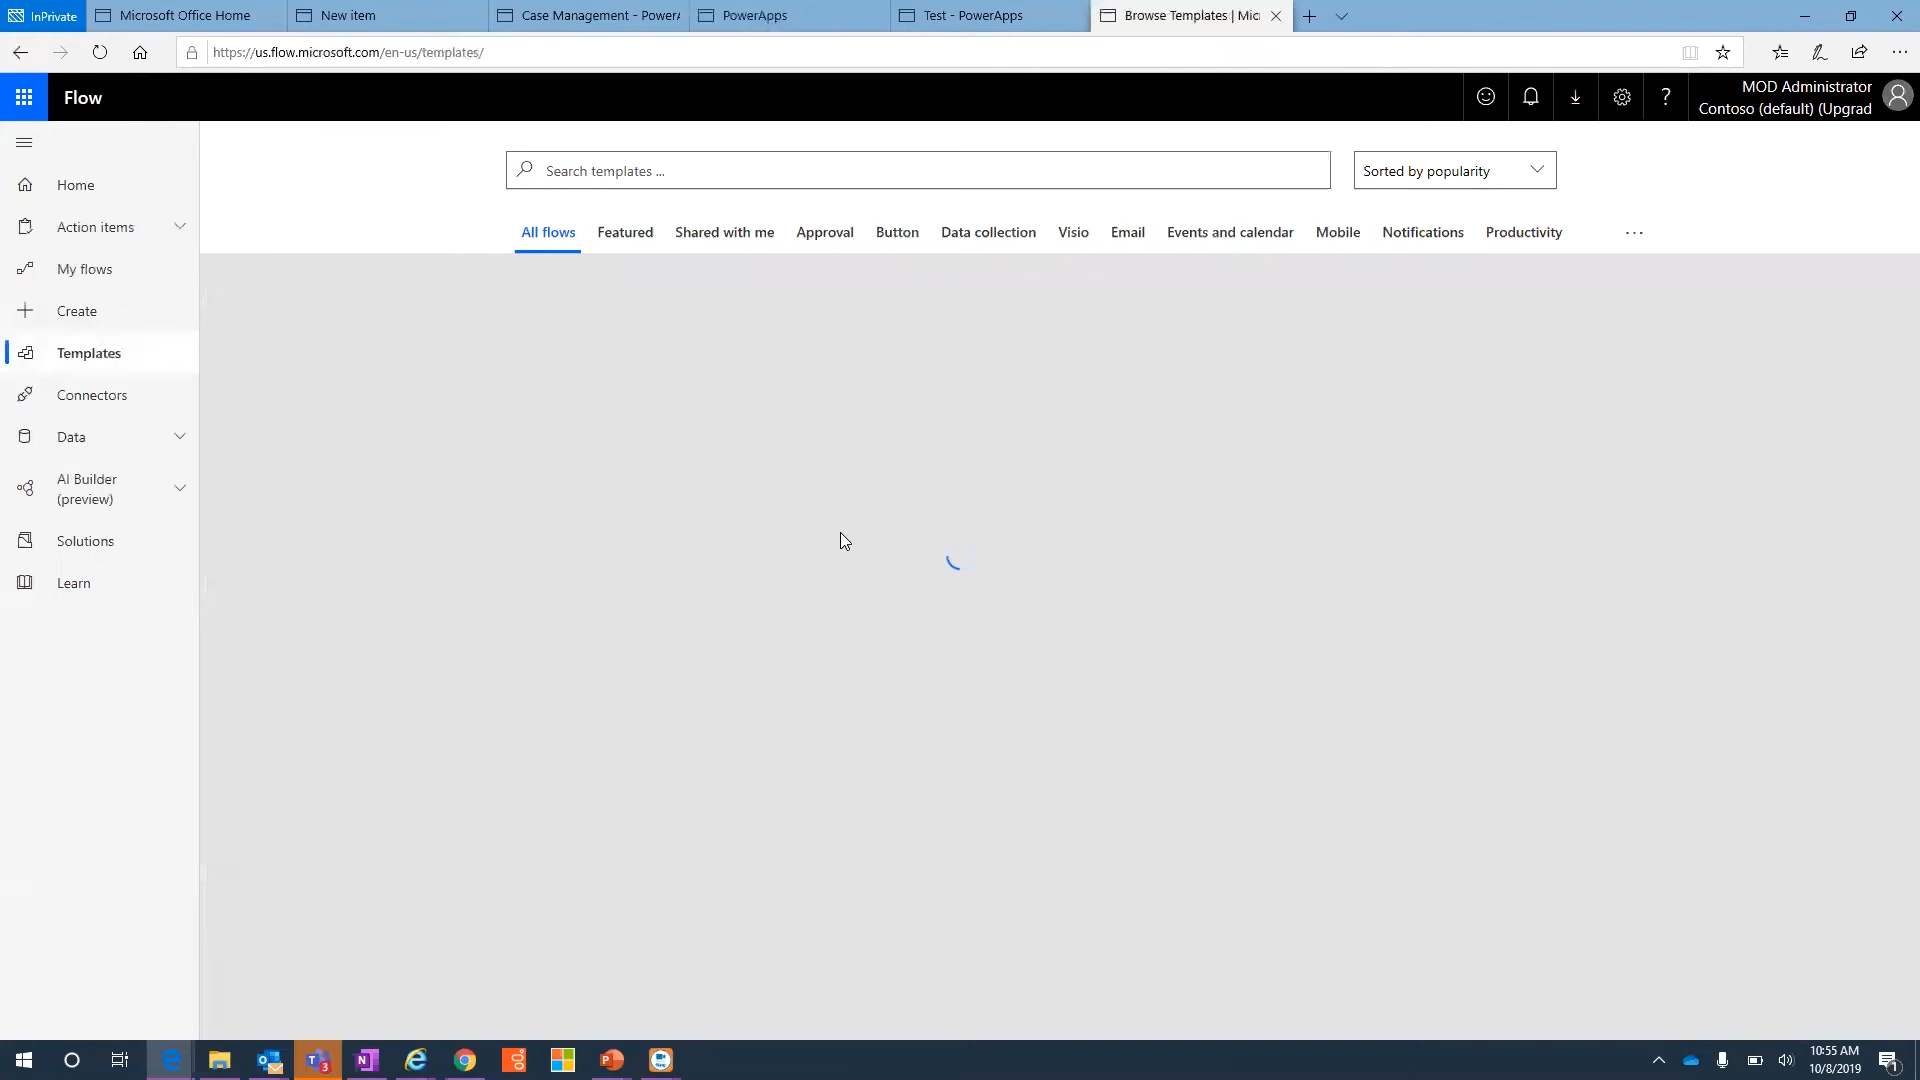 InPrivate
Microsoft Office Home
New item
Case Management - PowerA
PowerApps
Test - PowerApps
Browse Templates | Mic
https://us.flow.microsoft.com/en-us/templates/
Flow
?
MOD Administrator
Contoso (default) (Upgrad
Search templates ...
Sorted by popularity
All flows
Featured
Shared with me
Approval
Button
Data collection
Visio
Email
Events and calendar
Mobile
Notifications
Productivity
Home
Action items
My flows
Create
Templates
Connectors
Data
AI Builder
(preview)
Solutions
Learn
3
10:55 AM
10/8/2019
1